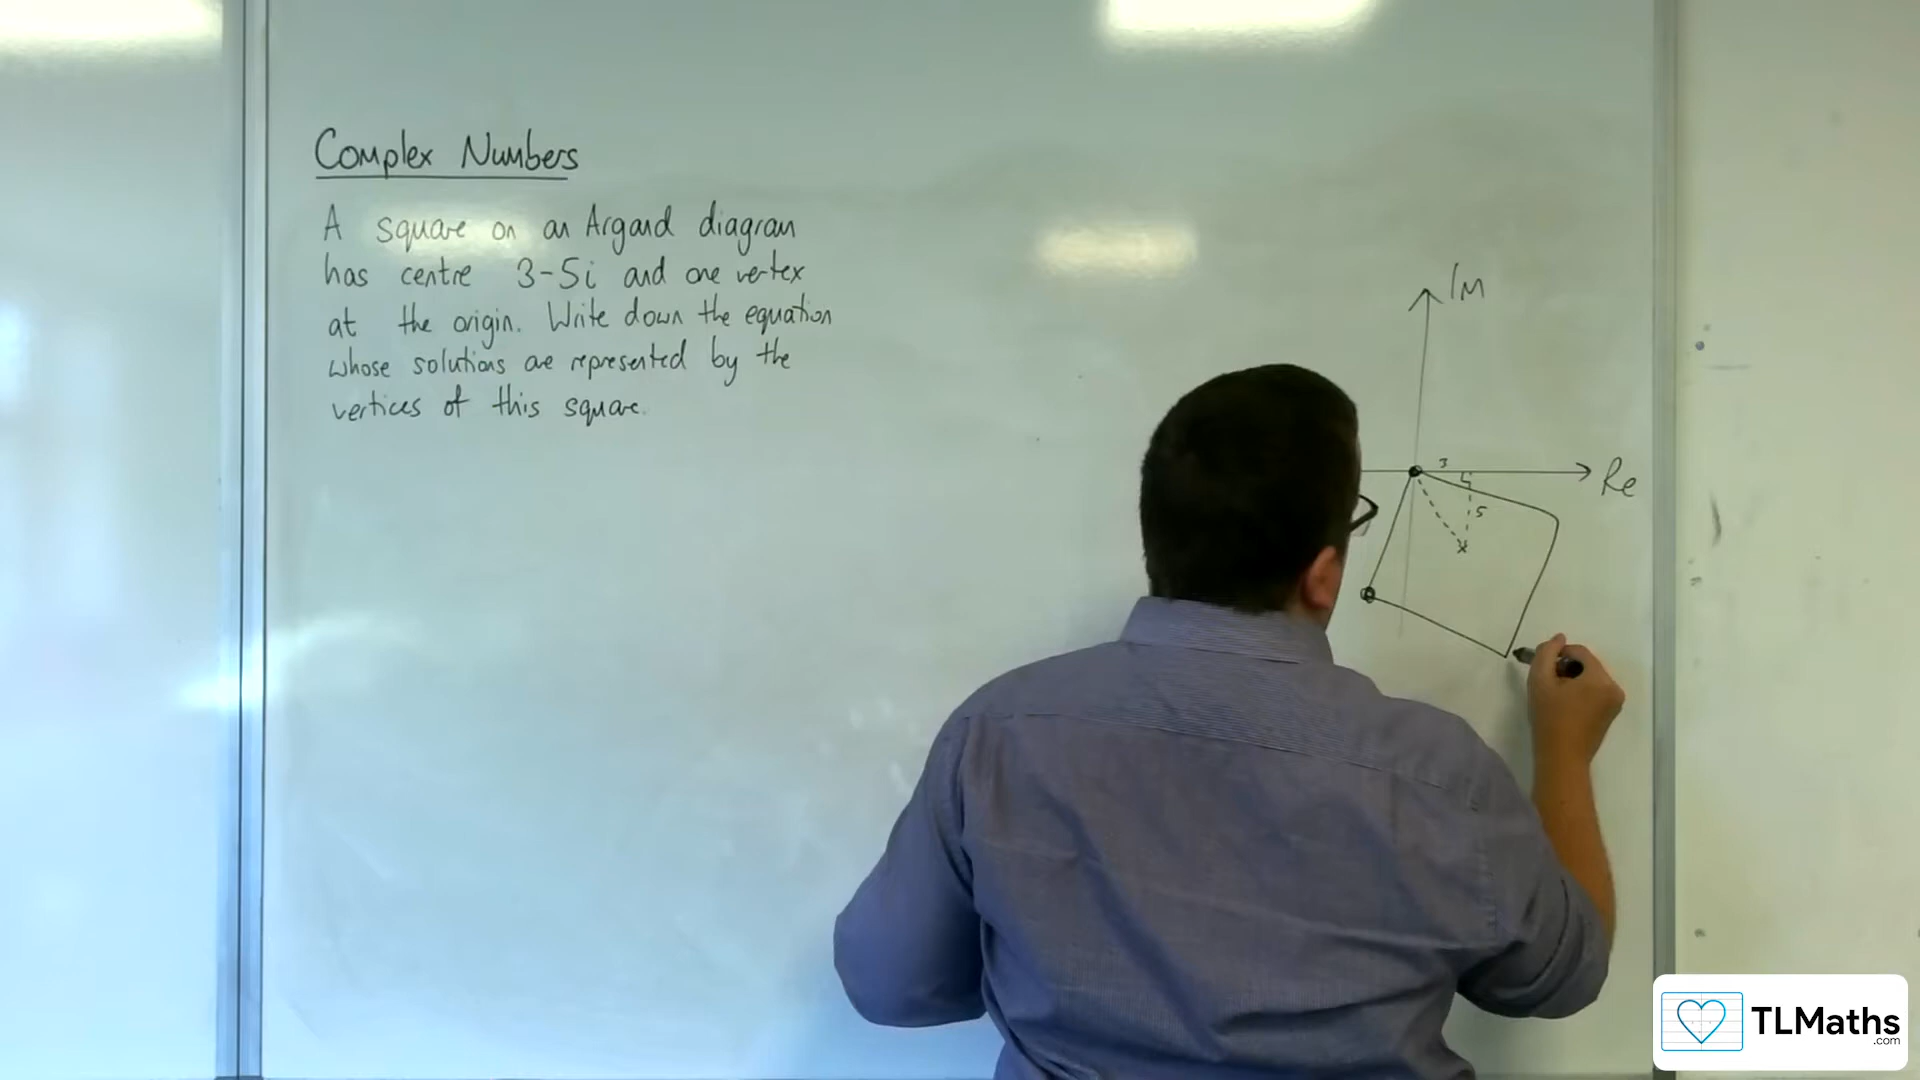 Complex Numbers
A square on an Argand diagram
has centre 3-5i and one vertex
at the origin. Write down the equation
whose solutions are represented by the
vertices of this square.
Im
3
Re
5
TLMaths
.com